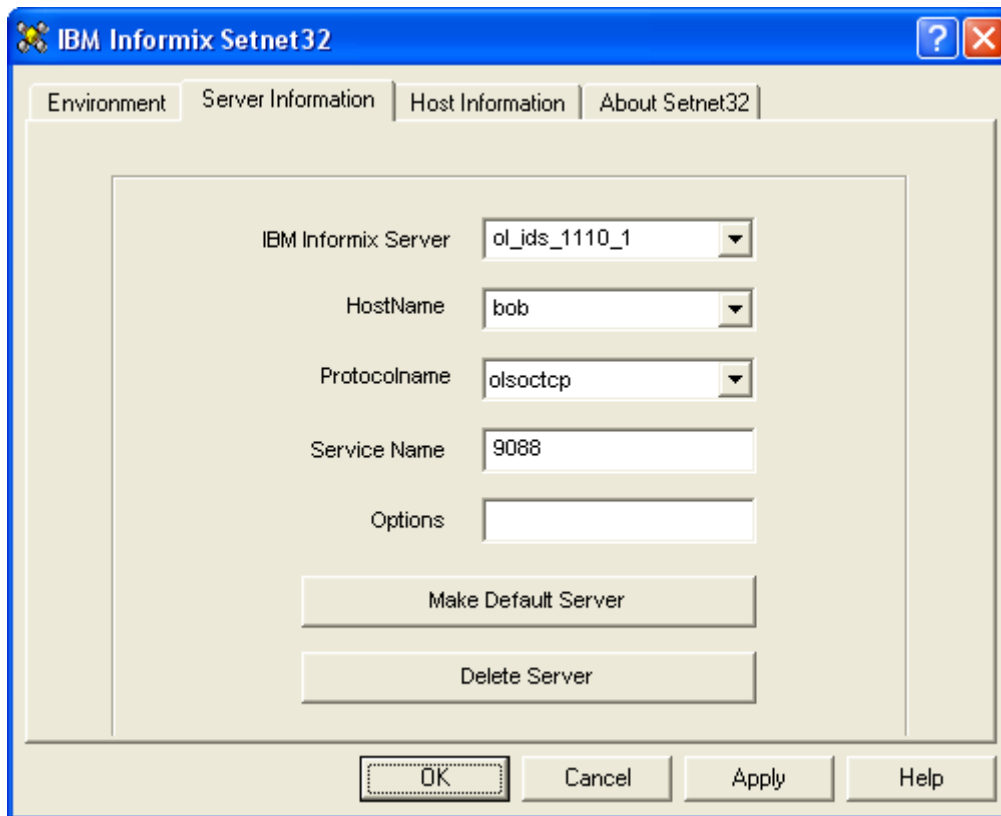 IBM Informix Setnet32
Environment Server Information Host Information About Setnet32
IBM Informix Server ol_ids_1110_1
HostName bob
Protocolname olsoctcp
Service Name 9088
Options
Make Default Server
Delete Server
OK Cancel Apply Help